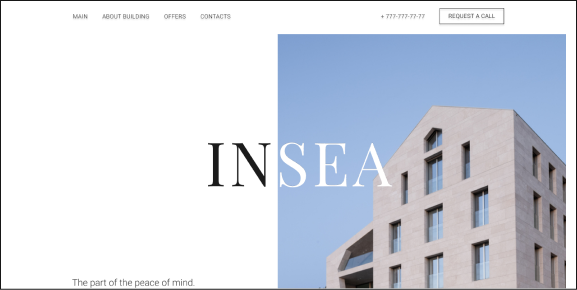 MAIN ABOUT BUILDING OFFERS CONTACTS + 777-777-77-77 REQUEST A CALL
INSEA
The part of the peace of mind.